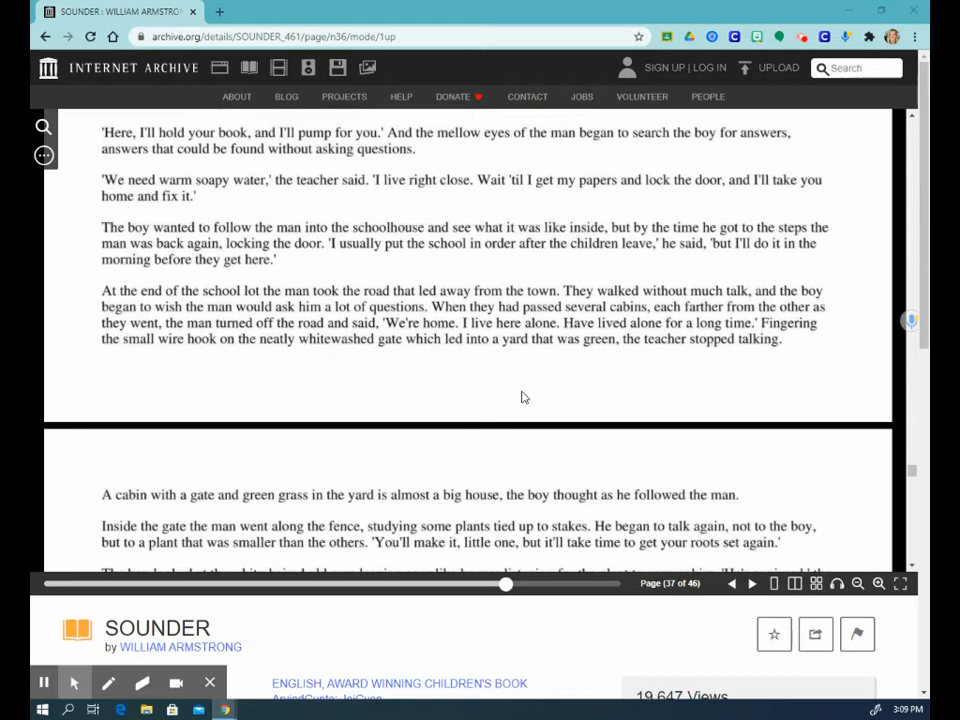 SOUNDER : WILLIAM ARMSTRO
archive.org/details/SOUNDER_461/page/n36/mode/1up
INTERNET ARCHIVE
SIGN UP | LOG IN
UPLOAD
Search
ABOUT
BLOG
PROJECTS
HELP
DONATE
CONTACT
JOBS
VOLUNTEER
PEOPLE
'Here, I'll hold your book, and I'll pump for you.' And the mellow eyes of the man began to search the boy for answers,
answers that could be found without asking questions.
'We need warm soapy water,' the teacher said. 'I live right close. Wait 'til I get my papers and lock the door, and I'll take you
home and fix it.'
The boy wanted to follow the man into the schoolhouse and see what it was like inside, but by the time he got to the steps the
man was back again, locking the door. 'I usually put the school in order after the children leave,' he said, 'but I'll do it in the
morning before they get here.'
At the end of the school lot the man took the road that led away from the town. They walked without much talk, and the boy
began to wish the man would ask him a lot of questions. When they had passed several cabins, each farther from the other as
they went, the man turned off the road and said, 'We're home. I live here alone. Have lived alone for a long time.' Fingering
the small wire hook on the neatly whitewashed gate which led into a yard that was green, the teacher stopped talking.
A cabin with a gate and green grass in the yard is almost a big house, the boy thought as he followed the man.
Inside the gate the man went along the fence, studying some plants tied up to stakes. He began to talk again, not to the boy,
but to a plant that was smaller than the others. 'You'll make it, little one, but it'll take time to get your roots set again.'
Page (37 of 46)
SOUNDER
by WILLIAM ARMSTRONG
ENGLISH, AWARD WINNING CHILDREN'S BOOK
19,647 Views
3:09 PM